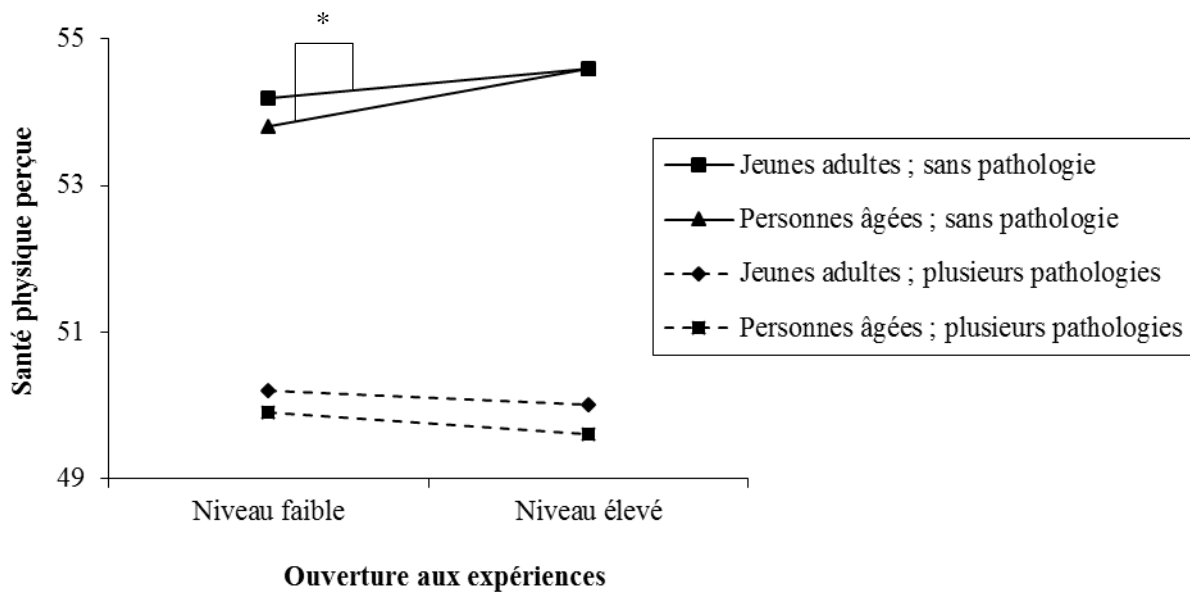 *
55
53
51
49
Santé physique perçue
Niveau faible
Niveau élevé
Ouverture aux expériences
Jeunes adultes ; sans pathologie
Personnes âgées ; sans pathologie
Jeunes adultes ; plusieurs pathologies
Personnes âgées ; plusieurs pathologies